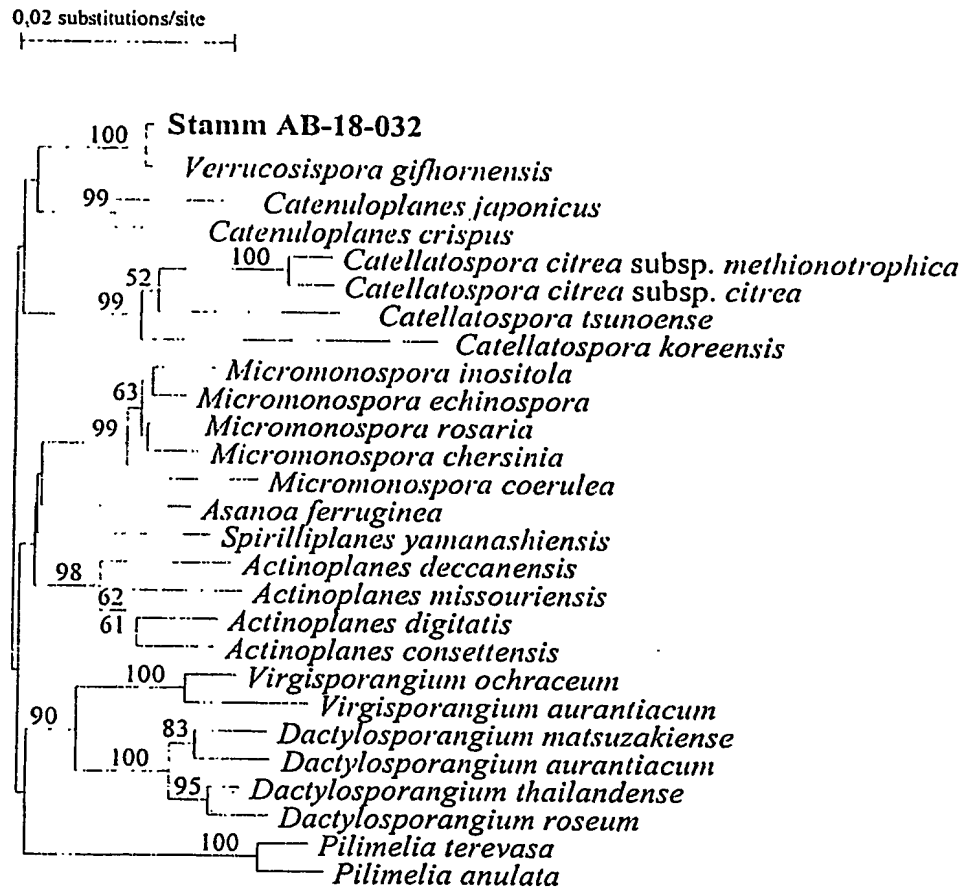 0,02 substitutions/site
100 Stamm AB-18-032
Verrucosispora gifhornensis
99 Catenuloplanes japonicus
Catenuloplanes crispus
100 Catellatospora citrea subsp. methionotrophica
52
Catellatospora citrea subsp. citrea
99
Catellatospora tsunoense
Catellatospora koreensis
Micromonospora inositola
63
Micromonospora echinospora
99 Micromonospora rosaria
Micromonospora chersinia
Micromonospora coerulea
Asanoa ferruginea
Spirilliplanes yamanashiensis
98 Actinoplanes deccanensis
62 Actinoplanes missouriensis
61 Actinoplanes digitatis
Actinoplanes consettensis
100 Virgisporangium ochraceum
90 Virgisporangium aurantiacum
83 Dactylosporangium matsuzakiense
100 Dactylosporangium aurantiacum
95 Dactylosporangium thailandense
Dactylosporangium roseum
100 Pilimelia terevasa
Pilimelia anulata